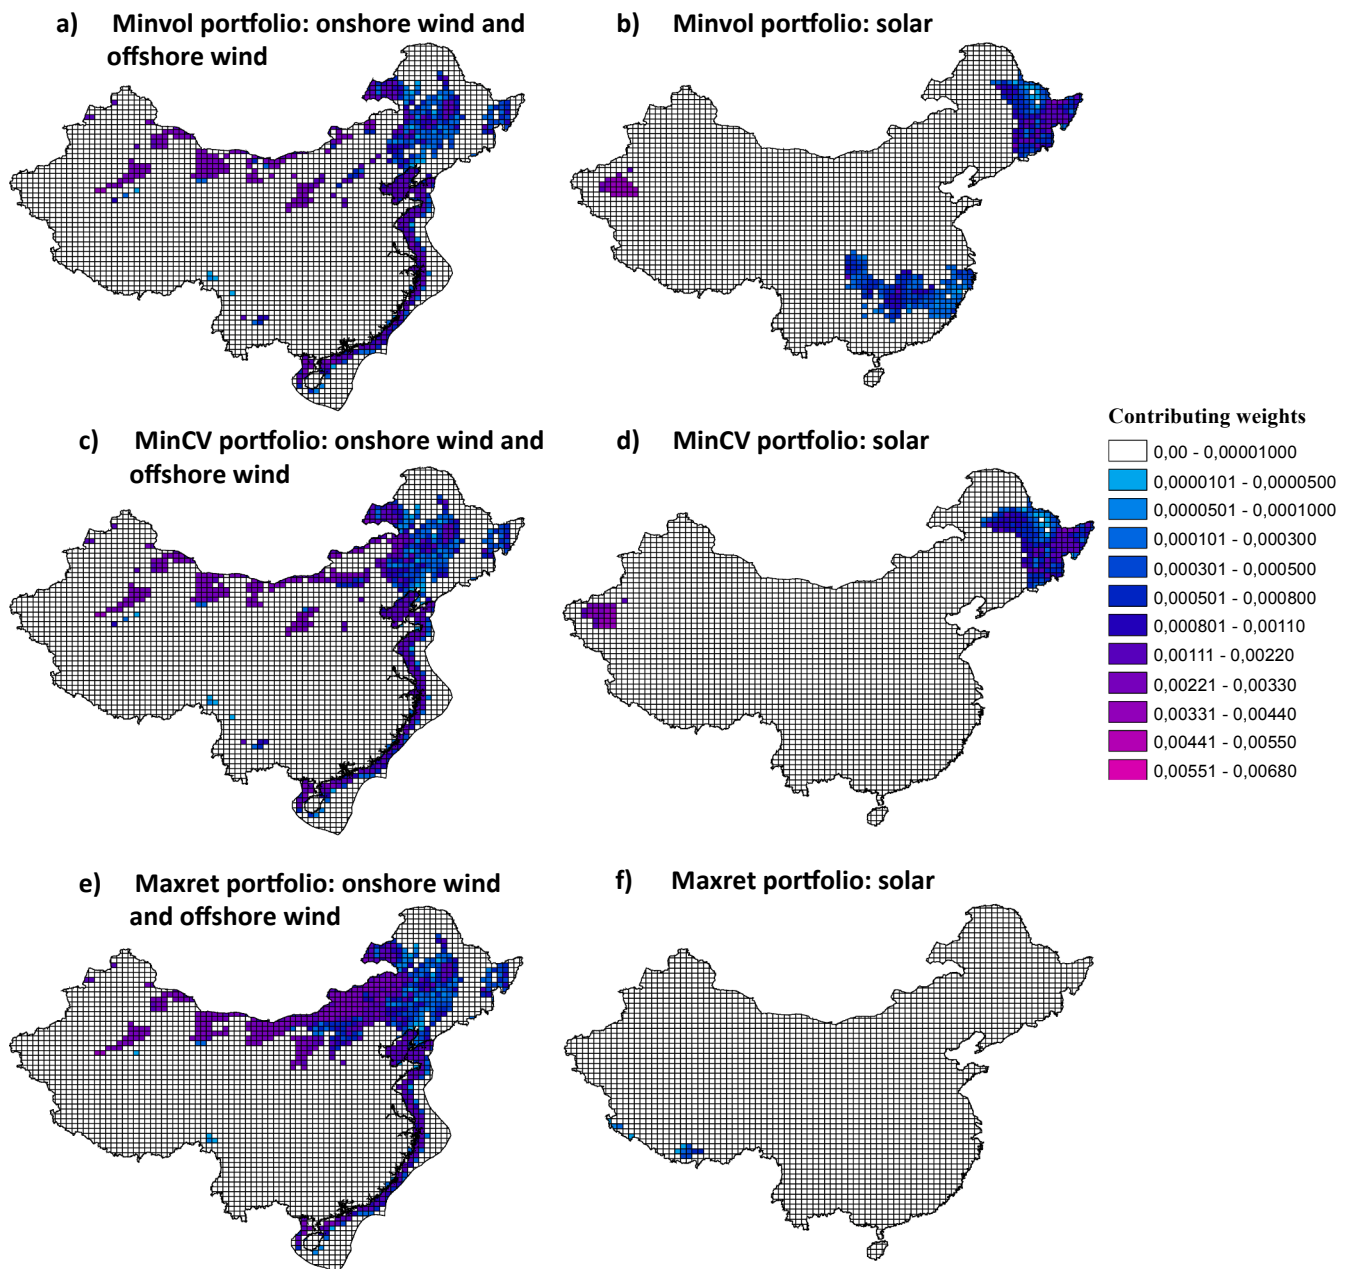 a) Minvol portfolio: onshore wind and
offshore wind
b) Minvol portfolio: solar
c) MinCV portfolio: onshore wind and
offshore wind
d) MinCV portfolio: solar
Contributing weights
0,00 - 0,00001000
0,0000101 - 0,0000500
0,0000501 - 0,0001000
0,000101 - 0,000300
0,000301 - 0,000500
0,000501 - 0,000800
0,000801 - 0,00110
0,00111 - 0,00220
0,00221 - 0,00330
0,00331 - 0,00440
0,00441 - 0,00550
0,00551 - 0,00680
e) Maxret portfolio: onshore wind
and offshore wind
f) Maxret portfolio: solar